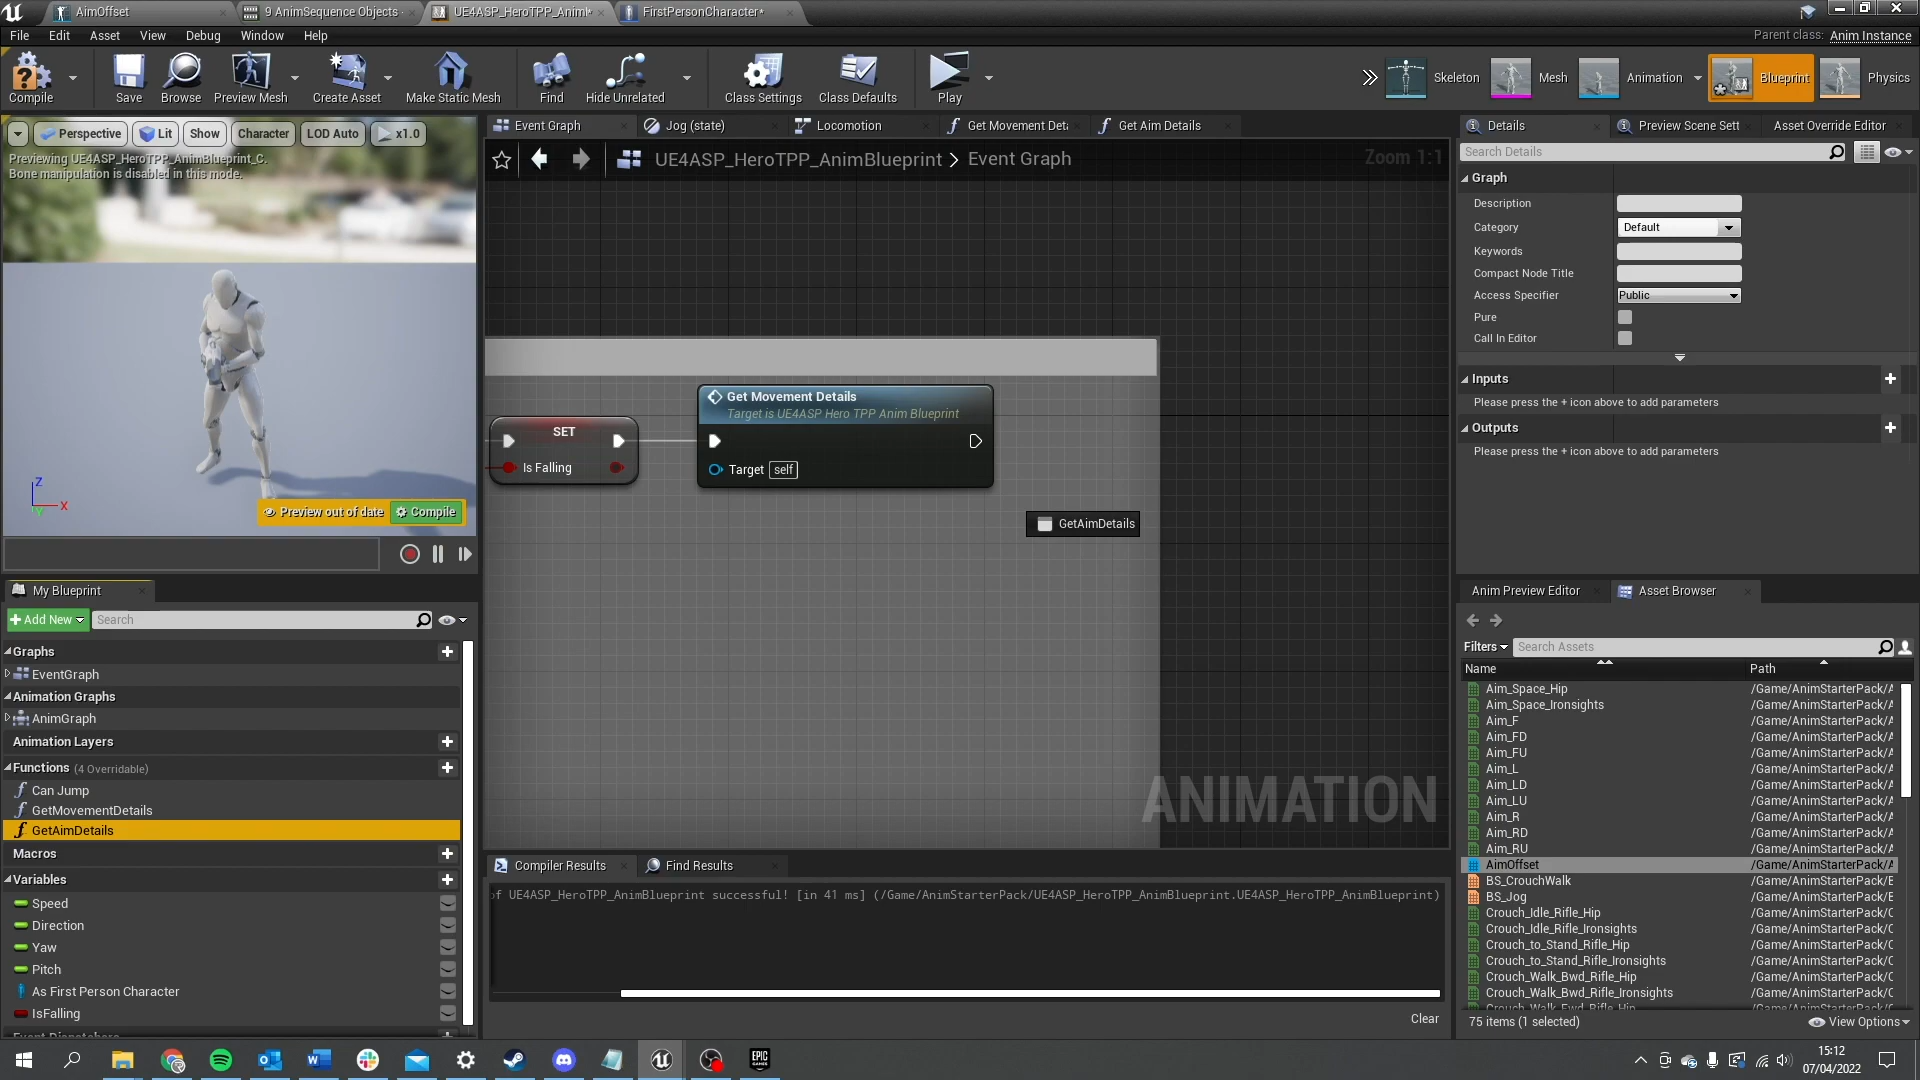 AimOffset
9 AnimSequence Objects
UE4ASP_HeroTPP_AnimBl*
FirstPersonCharacter*
File
Edit
Asset
View
Debug
Window
Help
Parent class:
Anim Instance
Compile
Save
Browse
Preview Mesh
Create Asset
Make Static Mesh
Find
Hide Unrelated
Class Settings
Class Defaults
Play
Skeleton
Mesh
Animation
Blueprint
Physics
Perspective
Lit
Show
Character
LOD Auto
x1.0
Previewing UE4ASP_HeroTPP_AnimBlueprint_C.
Bone manipulation is disabled in this mode.
Z
X
Y
Preview out of date
Compile
Event Graph
Jog (state)
Locomotion
Get Movement Deta
Get Aim Details
UE4ASP_HeroTPP_AnimBlueprint
Event Graph
Zoom 1:1
SET
Is Falling
Get Movement Details
Target is UE4ASP Hero TPP Anim Blueprint
Target
self
GetAimDetails
ANIMATION
Compiler Results
Find Results
of UE4ASP_HeroTPP_AnimBlueprint successful! [in 41 ms] (/Game/AnimStarterPack/UE4ASP_HeroTPP_AnimBlueprint.UE4ASP_HeroTPP_AnimBlueprint)
Clear
My Blueprint
Add New
Search
Graphs
EventGraph
Animation Graphs
AnimGraph
Animation Layers
Functions (4 Overridable)
Can Jump
GetMovementDetails
GetAimDetails
Macros
Variables
Speed
Direction
Yaw
Pitch
As First Person Character
IsFalling
Event Dispatchers
Details
Preview Scene Sett
Asset Override Editor
Search Details
Graph
Description
Category
Default
Keywords
Compact Node Title
Access Specifier
Public
Pure
Call In Editor
Inputs
Please press the + icon above to add parameters
Outputs
Please press the + icon above to add parameters
Anim Preview Editor
Asset Browser
Filters
Search Assets
Name
Path
Aim_Space_Hip /Game/AnimStarterPack/A
Aim_Space_Ironsights /Game/AnimStarterPack/A
Aim_F /Game/AnimStarterPack/A
Aim_FD /Game/AnimStarterPack/A
Aim_FU /Game/AnimStarterPack/A
Aim_L /Game/AnimStarterPack/A
Aim_LD /Game/AnimStarterPack/A
Aim_LU /Game/AnimStarterPack/A
Aim_R /Game/AnimStarterPack/A
Aim_RD /Game/AnimStarterPack/A
Aim_RU /Game/AnimStarterPack/A
AimOffset /Game/AnimStarterPack/A
BS_CrouchWalk /Game/AnimStarterPack/E
BS_Jog /Game/AnimStarterPack/E
Crouch_Idle_Rifle_Hip /Game/AnimStarterPack/C
Crouch_Idle_Rifle_Ironsights /Game/AnimStarterPack/C
Crouch_to_Stand_Rifle_Hip /Game/AnimStarterPack/C
Crouch_to_Stand_Rifle_Ironsights /Game/AnimStarterPack/C
Crouch_Walk_Bwd_Rifle_Hip /Game/AnimStarterPack/C
Crouch_Walk_Bwd_Rifle_Ironsights /Game/AnimStarterPack/C
Crouch_Walk_Fwd_Rifle_Hip /Game/AnimStarterPack/C
75 items (1 selected)
View Options
EPIC
GAMES
15:12
07/04/2022